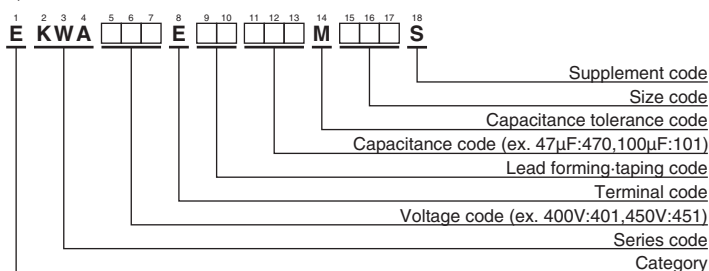 1 2 3 4 5 6 7 8 9 10 11 12 13 14 15 16 17 18
E KWA □□□ E □□ □□□ M □□□ S
Supplement code
Size code
Capacitance tolerance code
Capacitance code (ex. 47μF:470,100μF:101)
Lead forming·taping code
Terminal code
Voltage code (ex. 400V:401,450V:451)
Series code
Category